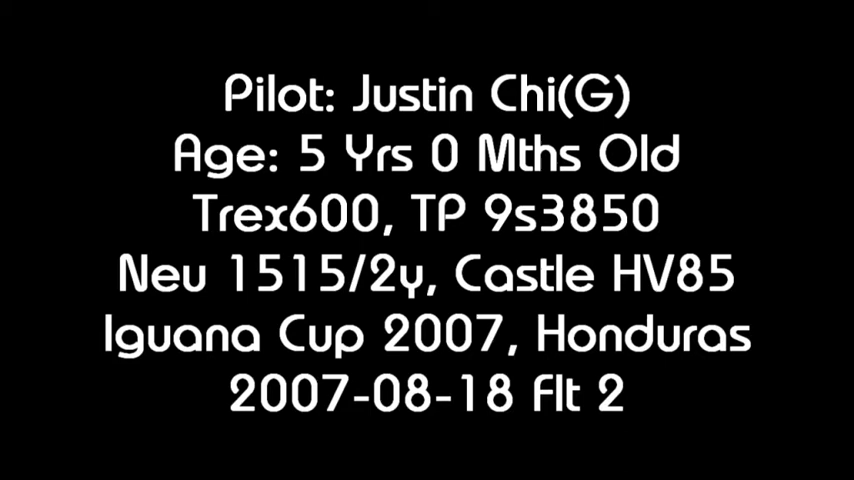 Pilot: Justin Chi(G)
Age: 5 Yrs 0 Mths Old
Trex600, TP 9s3850
Neu 1515/2y, Castle HV85
Iguana Cup 2007, Honduras
2007-08-18 Flt 2